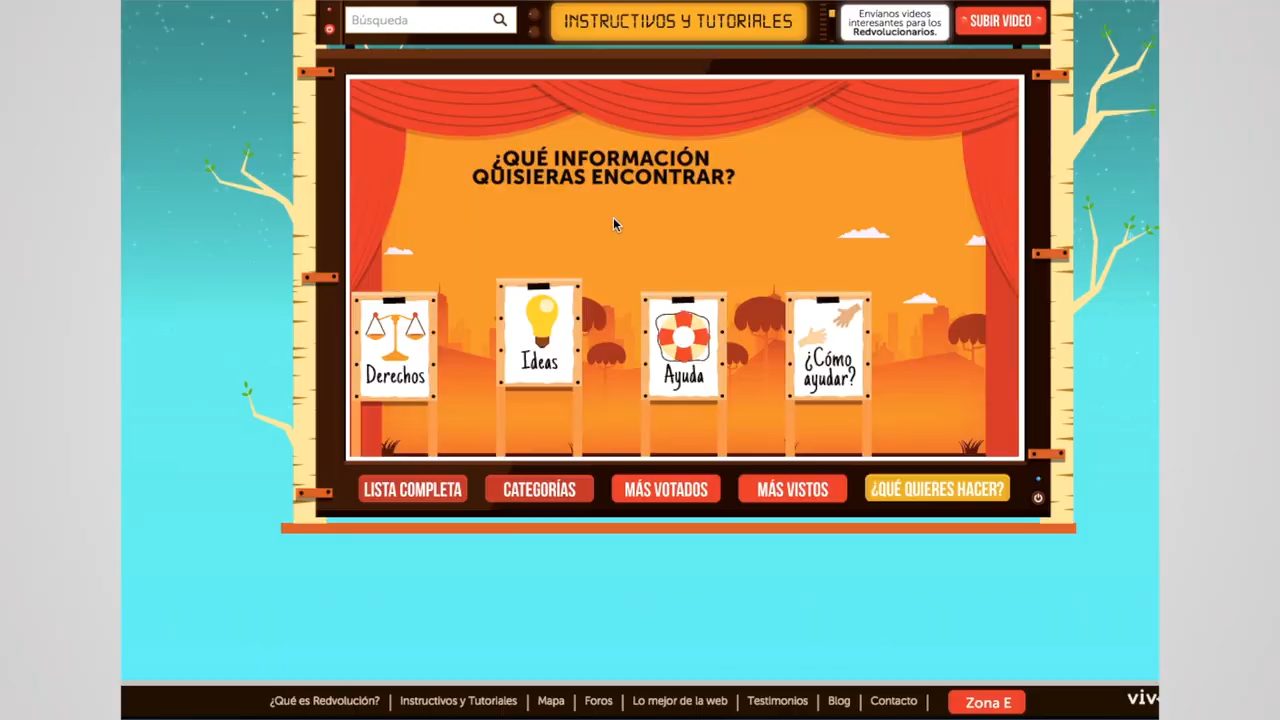 Búsqueda
INSTRUCTIVOS Y TUTORIALES
Envíanos videos
interesantes para los
Redvolucionarios.
SUBIR VIDEO
¿QUÉ INFORMACIÓN
QUISIERAS ENCONTRAR?
Derechos
Ideas
Ayuda
¿Cómo
ayudar?
LISTA COMPLETA
CATEGORÍAS
MÁS VOTADOS
MÁS VISTOS
¿QUÉ QUIERES HACER?
¿Qué es Redvolución? | Instructivos y Tutoriales | Mapa | Foros | Lo mejor de la web | Testimonios | Blog | Contacto | Zona E